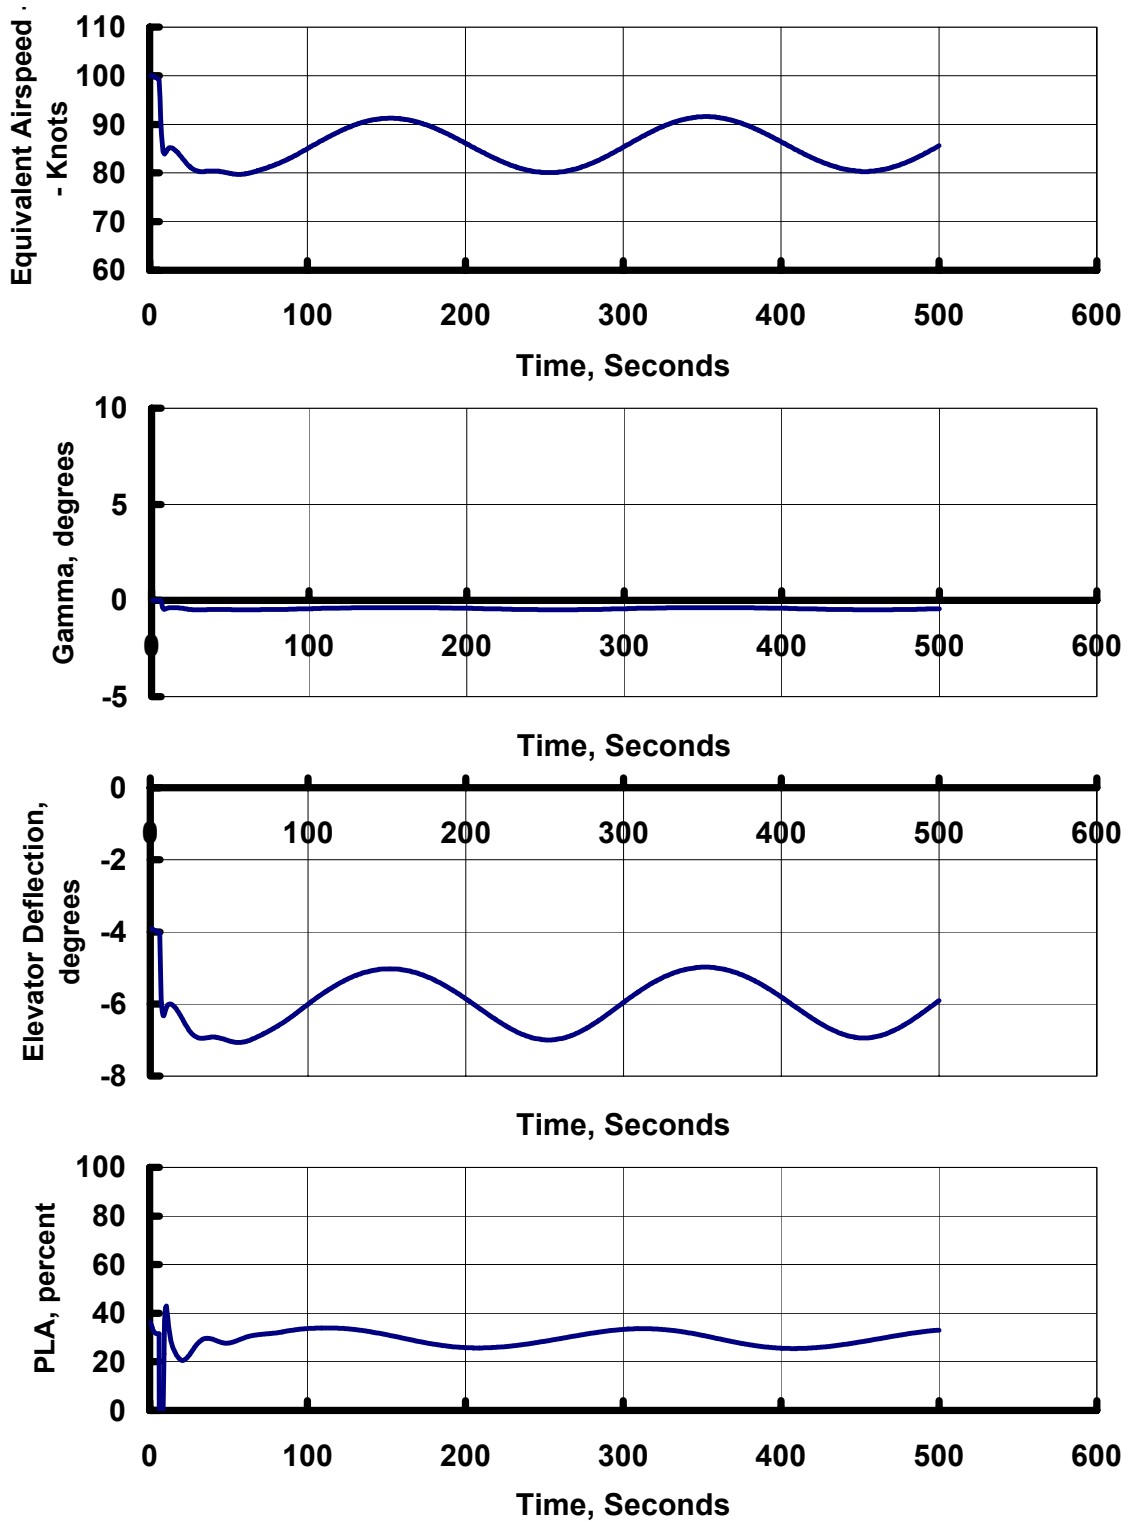 Equivalent Airspeed -
- Knots
110
100
90
80
70
60
0 100 200 300 400 500 600
Time, Seconds
Gamma, degrees
10
5
0
-5
0 100 200 300 400 500 600
Time, Seconds
Elevator Deflection,
degrees
0
-2
-4
-6
-8
0 100 200 300 400 500 600
Time, Seconds
PLA, percent
100
80
60
40
20
0
0 100 200 300 400 500 600
Time, Seconds